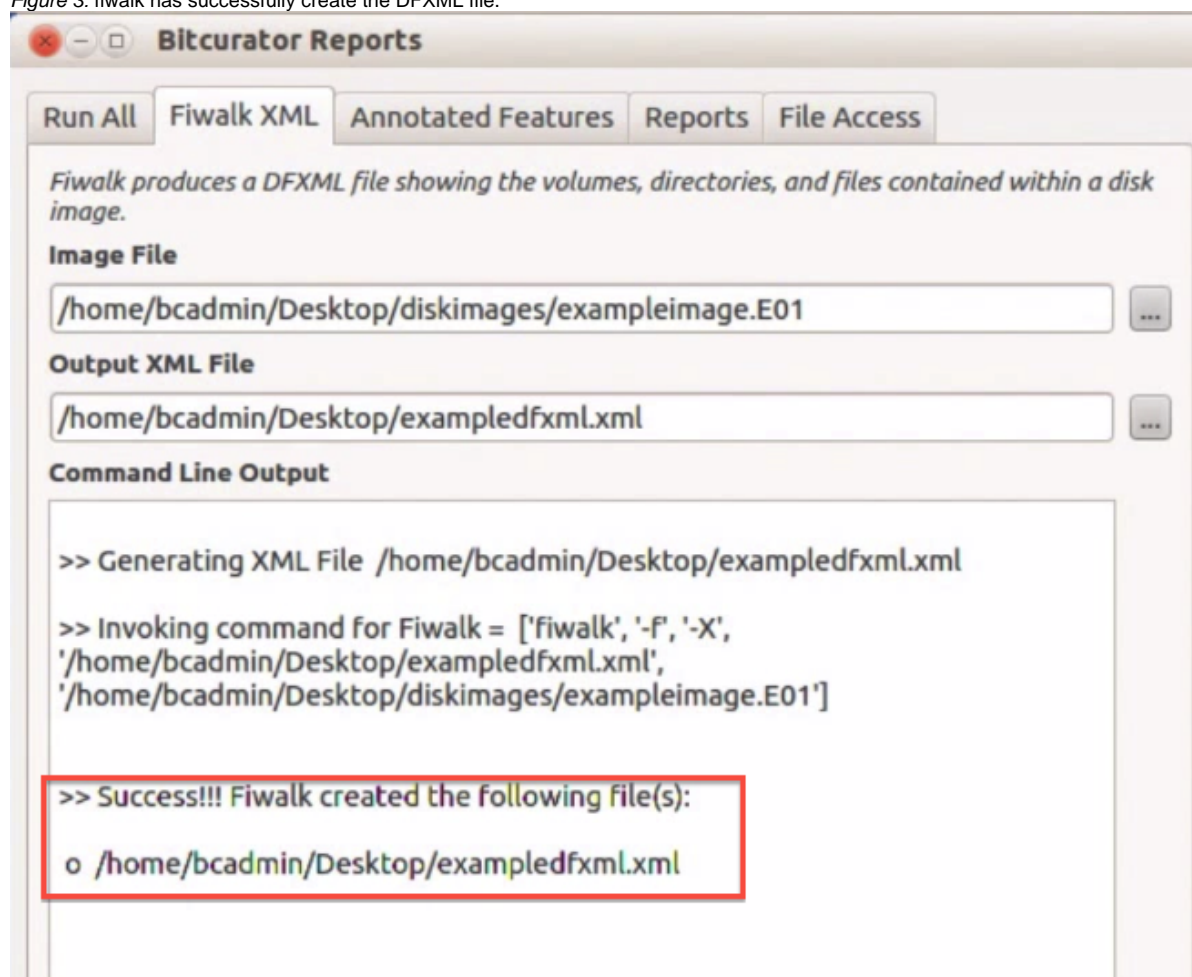 Figure 3: fiwalk has successfully create the DFXML file.
Bitcurator Reports
Run All Fiwalk XML Annotated Features Reports File Access
Fiwalk produces a DFXML file showing the volumes, directories, and files contained within a disk
image.
Image File
/home/bcadmin/Desktop/diskimages/exampleimage.E01
...
Output XML File
/home/bcadmin/Desktop/exampledfxml.xml
...
Command Line Output
>> Generating XML File /home/bcadmin/Desktop/exampledfxml.xml
>> Invoking command for Fiwalk = ['fiwalk', '-f', '-X',
'/home/bcadmin/Desktop/exampledfxml.xml',
'/home/bcadmin/Desktop/diskimages/exampleimage.E01']
>> Success!!! Fiwalk created the following file(s):
o /home/bcadmin/Desktop/exampledfxml.xml